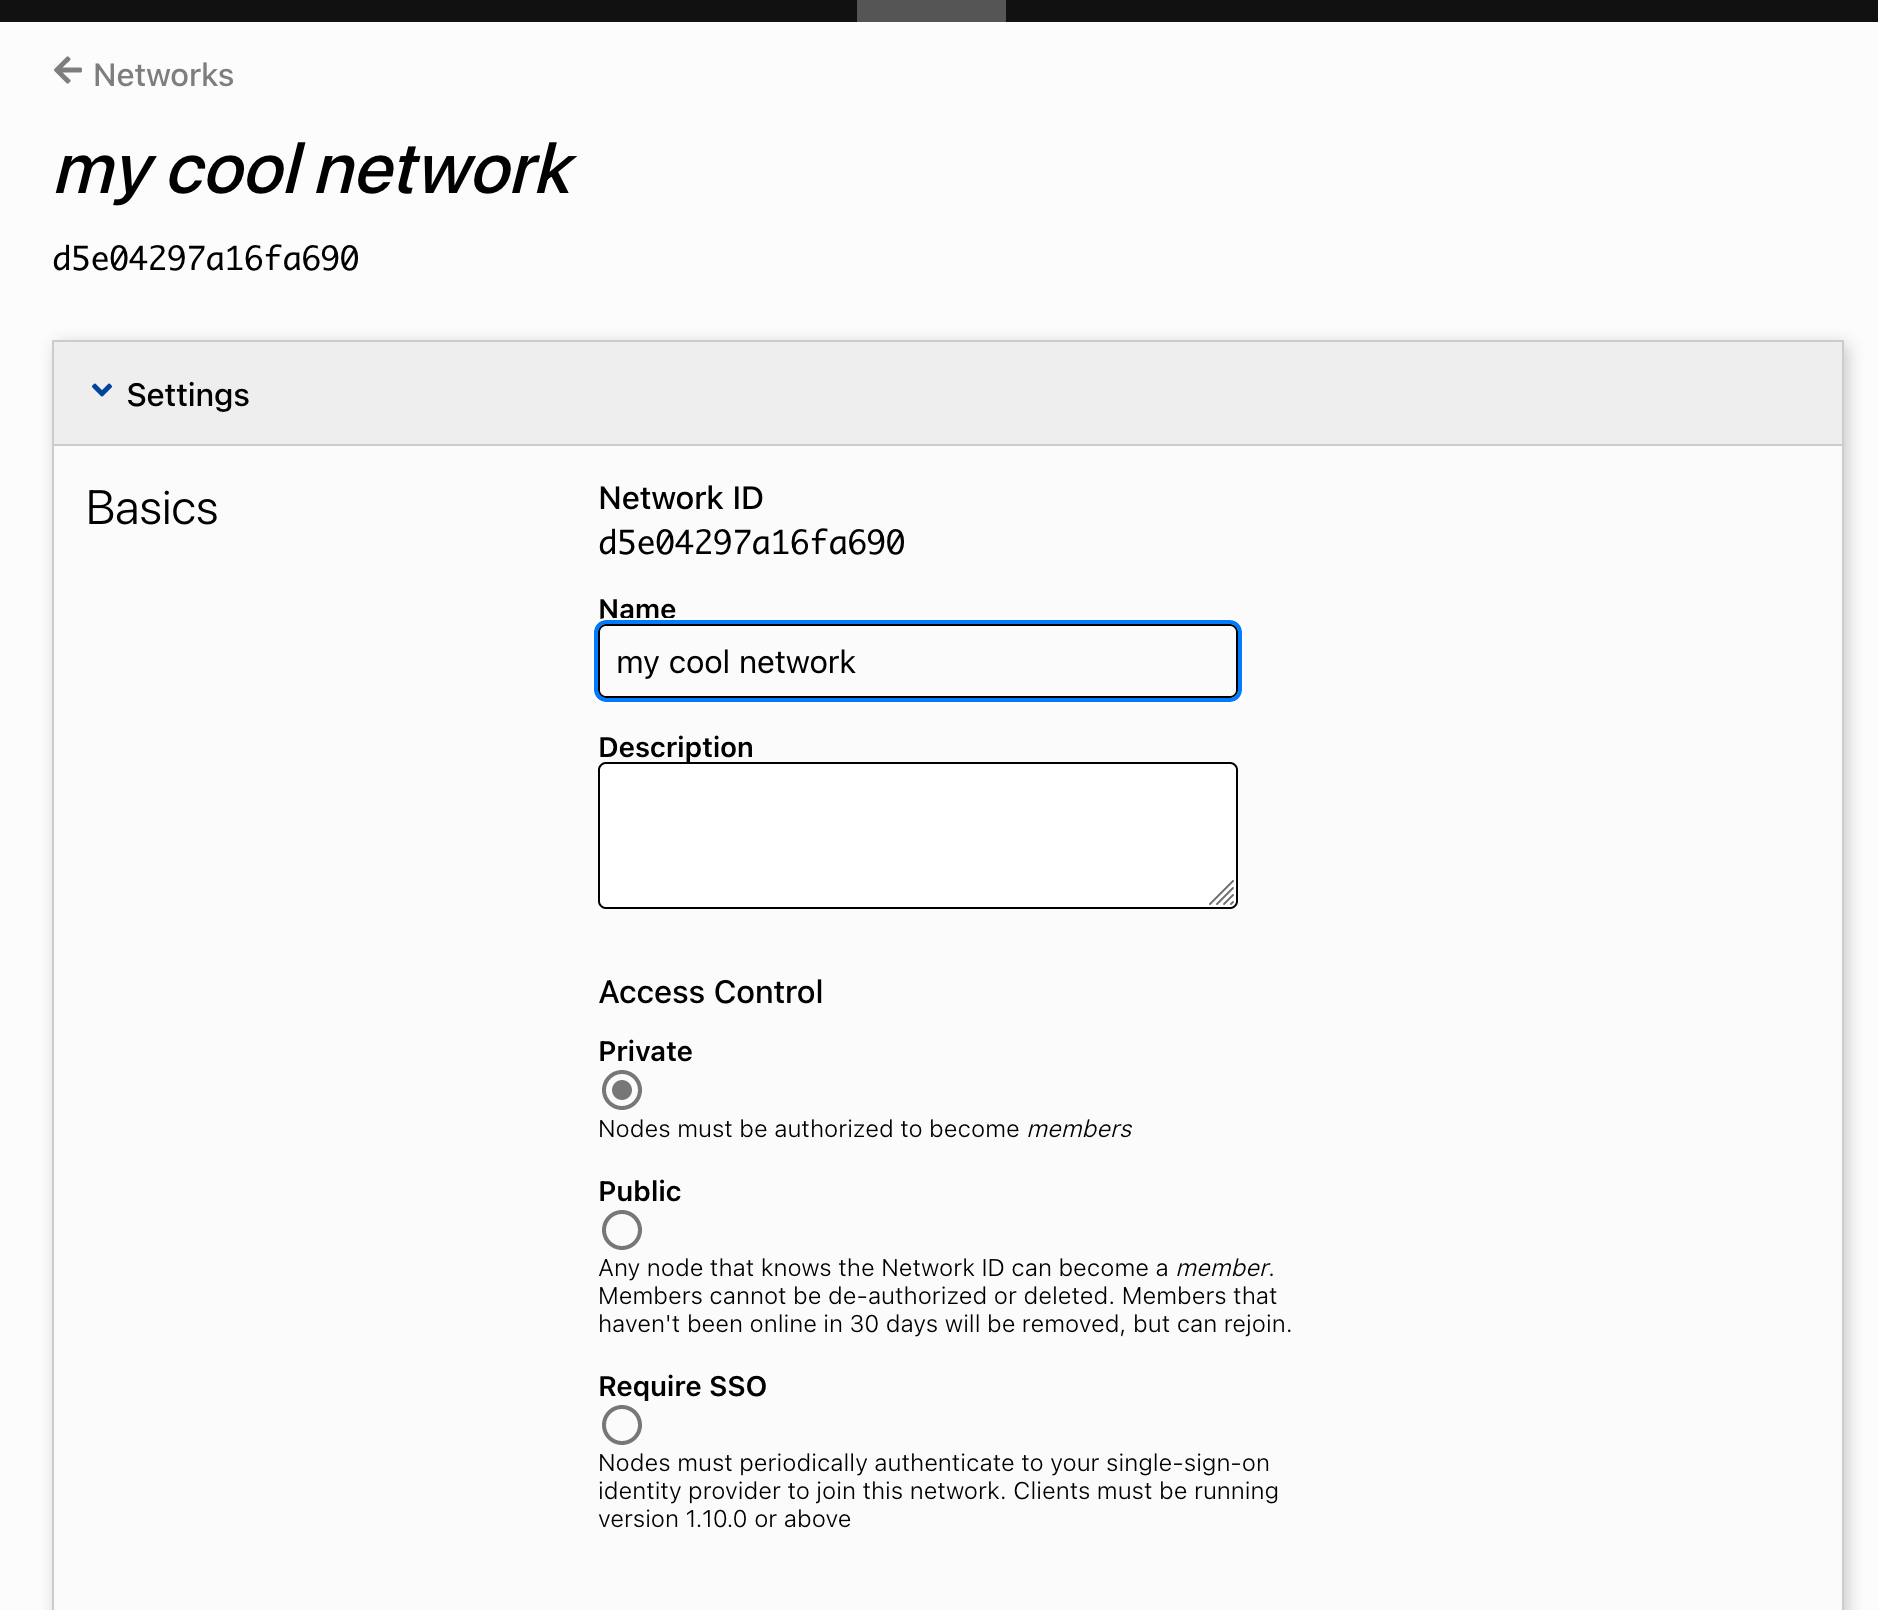 Networks
my cool network
d5e04297a16fa690
Settings
Basics
Network ID
d5e04297a16fa690
Name
my cool network
Description
Access Control
Private
Nodes must be authorized to become members
Public
Any node that knows the Network ID can become a member.
Members cannot be de-authorized or deleted. Members that
haven't been online in 30 days will be removed, but can rejoin.
Require SSO
Nodes must periodically authenticate to your single-sign-on
identity provider to join this network. Clients must be running
version 1.10.0 or above